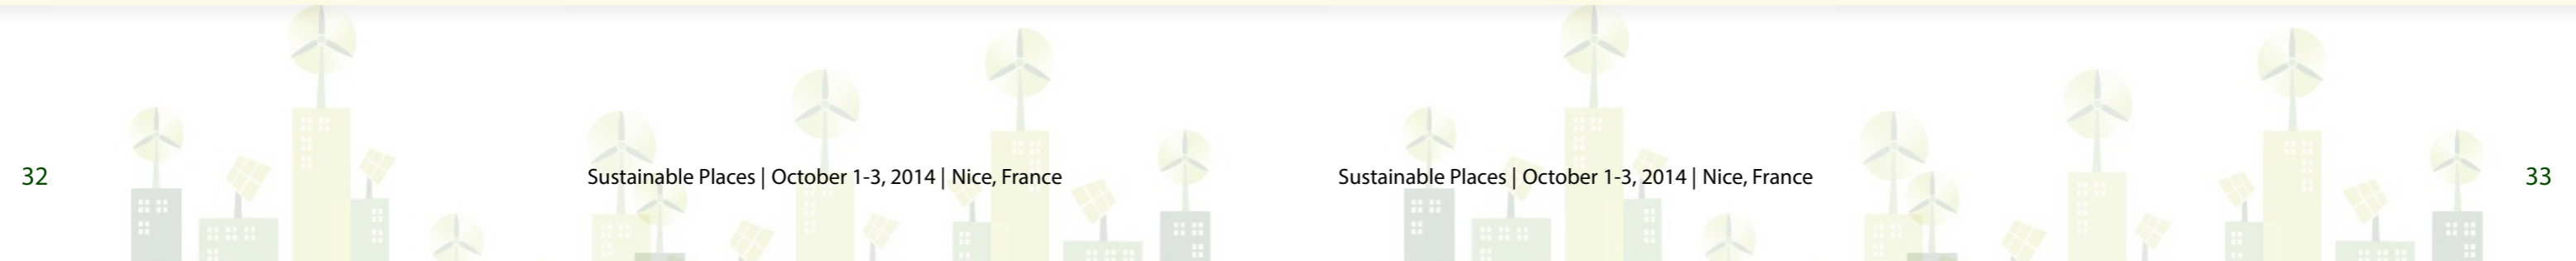 32
Sustainable Places | October 1-3, 2014 | Nice, France
Sustainable Places | October 1-3, 2014 | Nice, France
33